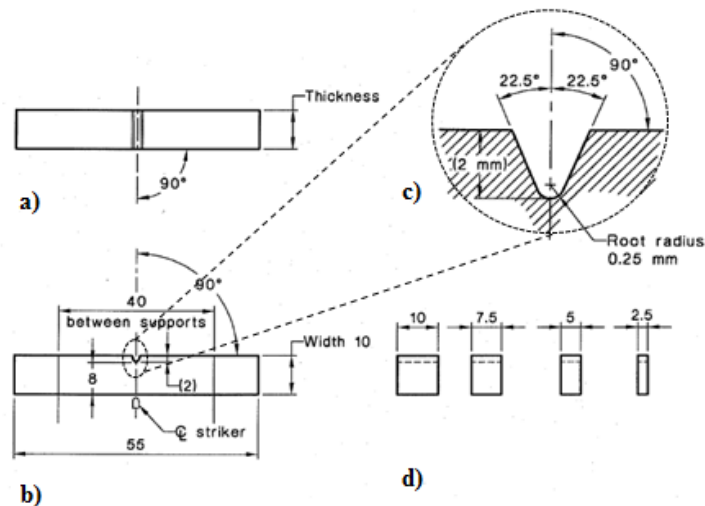 Thickness
90°
a)
22.5°
22.5°
90°
(2 mm)
c)
Root radius
0.25 mm
90°
40
between supports
Width 10
8
(2)
℄ striker
55
b)
10
7.5
5
2.5
d)